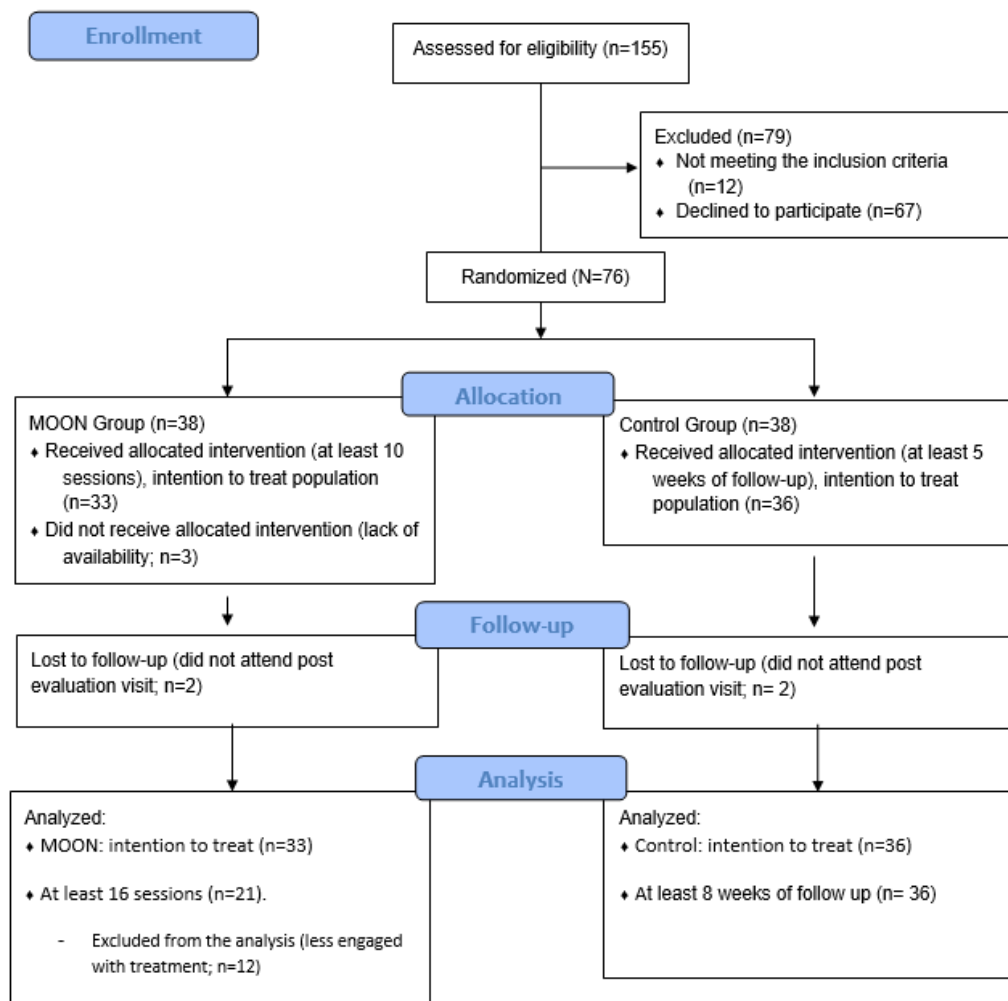 Enrollment
Assessed for eligibility (n=155)
Excluded (n=79)
♦ Not meeting the inclusion criteria
(n=12)
♦ Declined to participate (n=67)
Randomized (N=76)
Allocation
MOON Group (n=38)
♦ Received allocated intervention (at least 10
sessions), intention to treat population
(n=33)
♦ Did not receive allocated intervention (lack of
availability; n=3)
Control Group (n=38)
♦ Received allocated intervention (at least 5
weeks of follow-up), intention to treat
population (n=36)
Follow-up
Lost to follow-up (did not attend post
evaluation visit; n=2)
Lost to follow-up (did not attend post
evaluation visit; n= 2)
Analysis
Analyzed:
♦ MOON: intention to treat (n=33)
♦ At least 16 sessions (n=21).
- Excluded from the analysis (less engaged
with treatment; n=12)
Analyzed:
♦ Control: intention to treat (n=36)
♦ At least 8 weeks of follow up (n= 36)